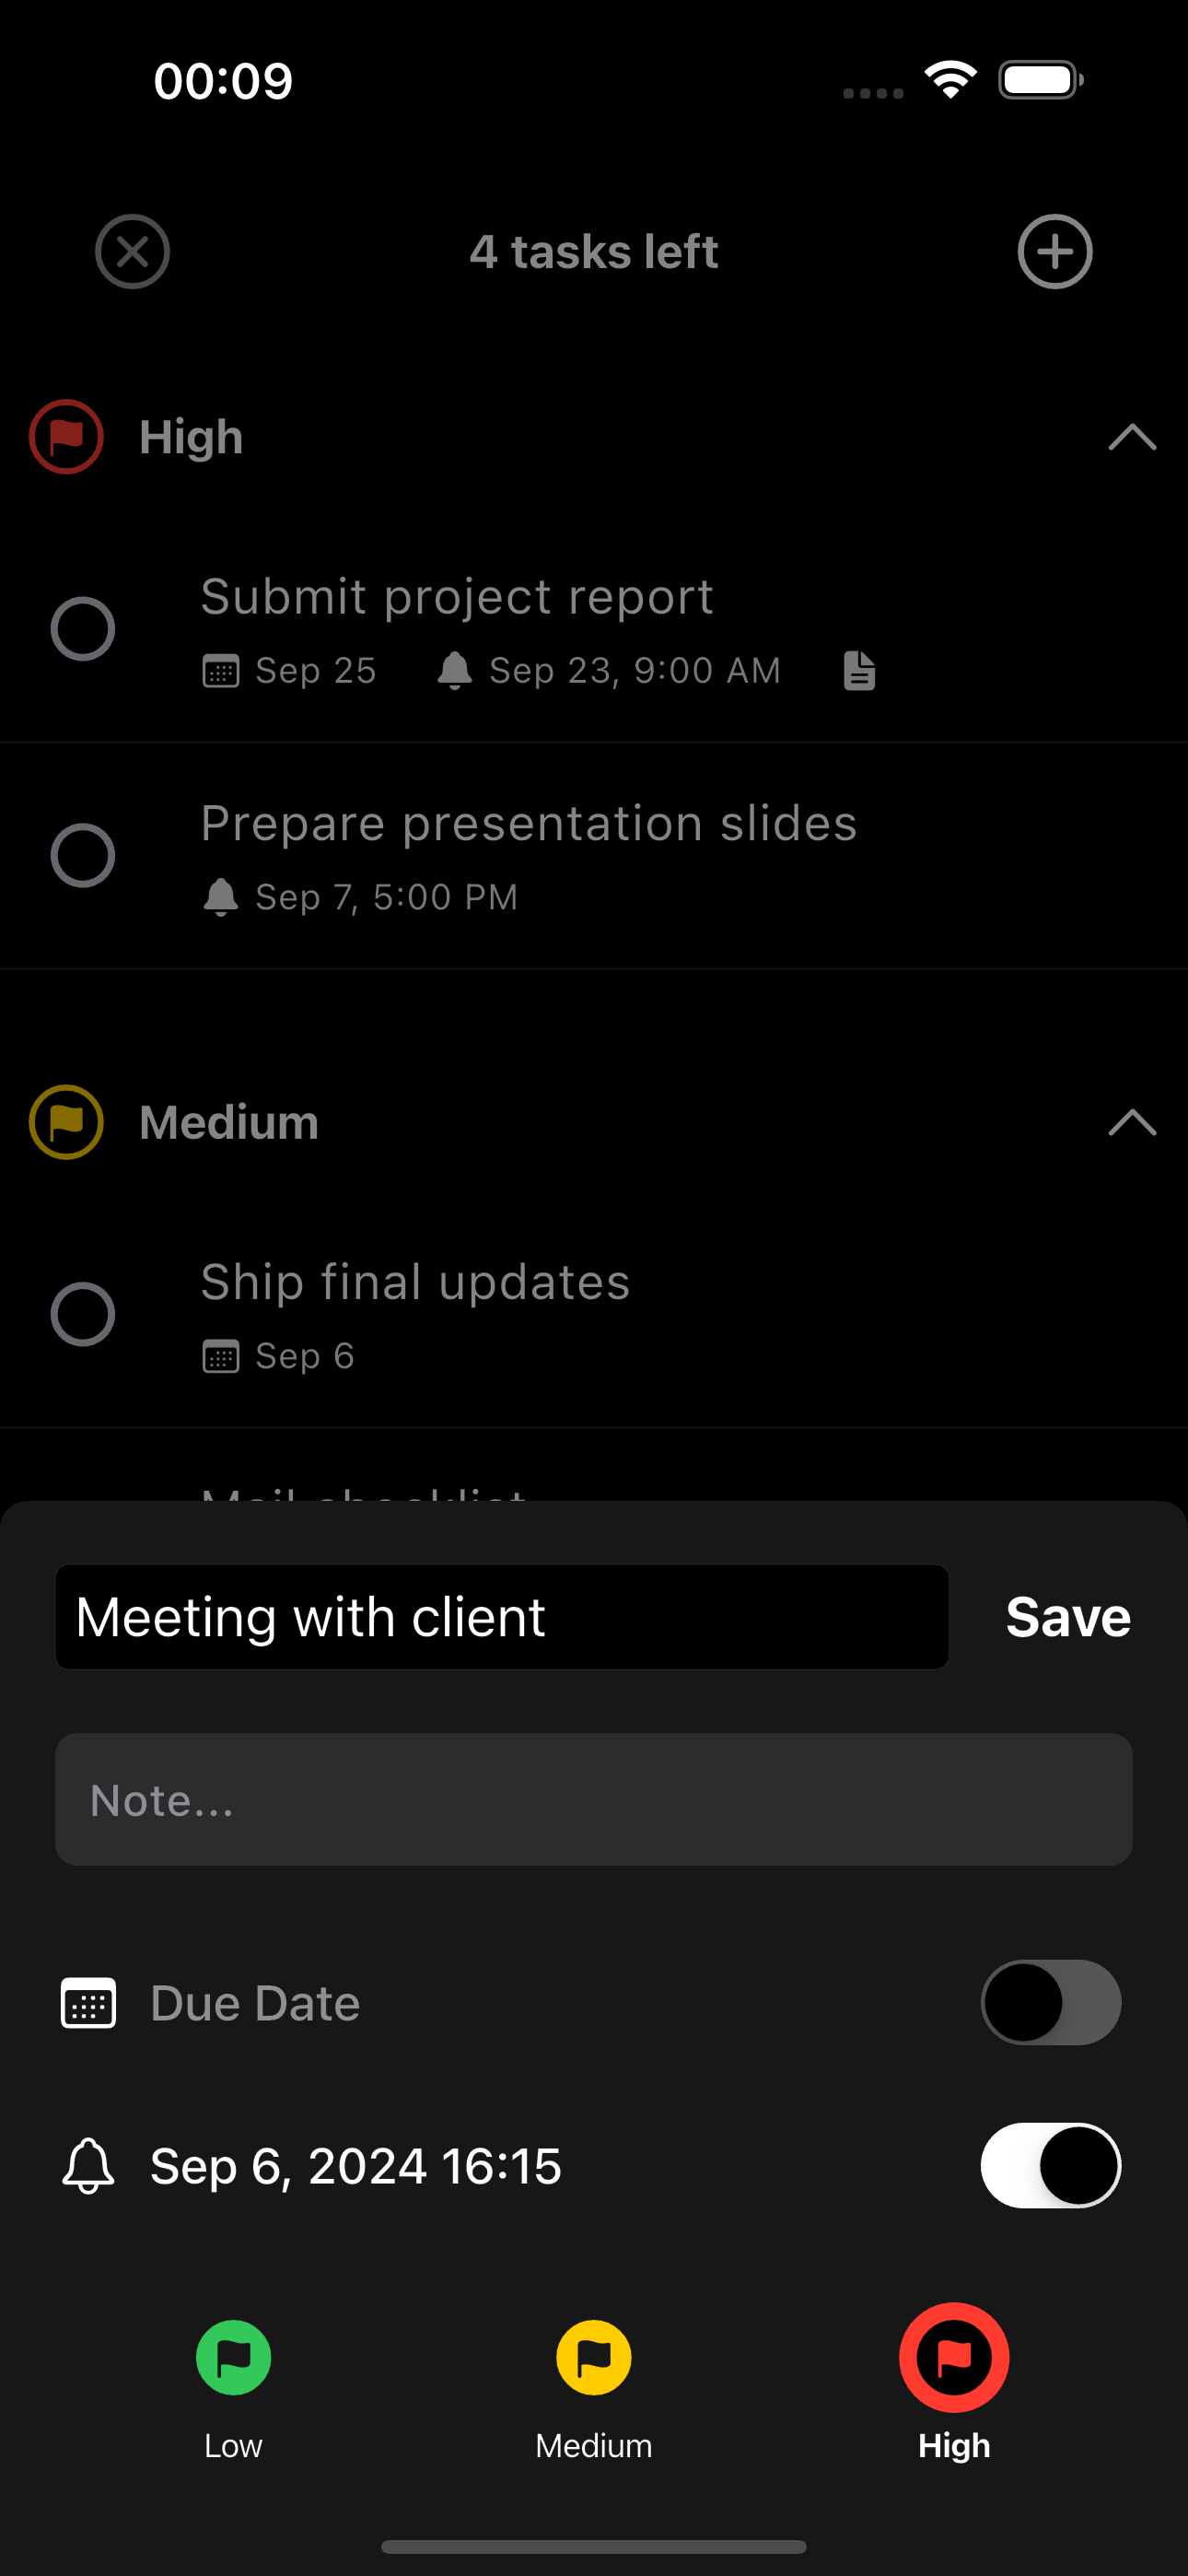 00:09
4 tasks left
High
Submit project report
Sep 25 Sep 23, 9:00 AM
Prepare presentation slides
Sep 7, 5:00 PM
Medium
Ship final updates
Sep 6
Mail checklist
Meeting with client Save
Note...
Due Date
Sep 6, 2024 16:15
Low Medium High